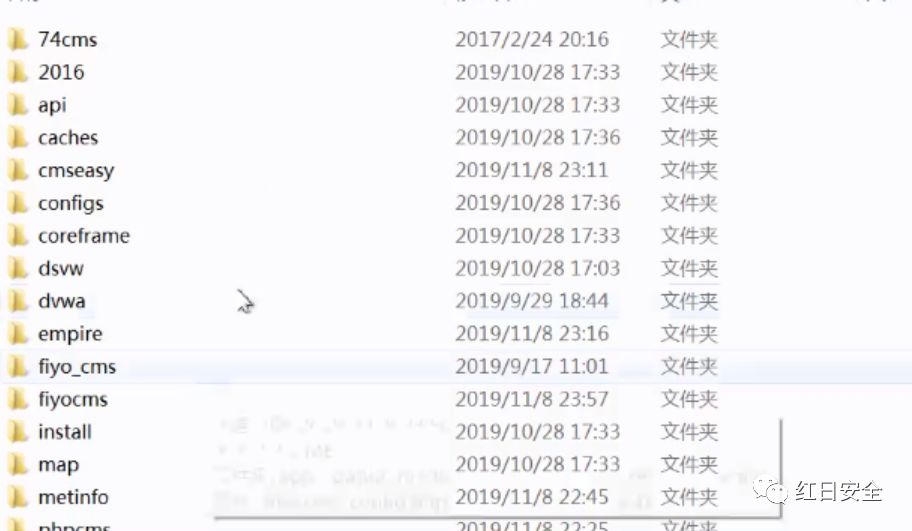 74cms 2017/2/24 20:16 文件夹
2016 2019/10/28 17:33 文件夹
api 2019/10/28 17:33 文件夹
caches 2019/10/28 17:36 文件夹
cmseasy 2019/11/8 23:11 文件夹
configs 2019/10/28 17:36 文件夹
coreframe 2019/10/28 17:33 文件夹
dsvw 2019/10/28 17:03 文件夹
dvwa 2019/9/29 18:44 文件夹
empire 2019/11/8 23:16 文件夹
fiyo_cms 2019/9/17 11:01 文件夹
fiyocms 2019/11/8 23:57 文件夹
install 2019/10/28 17:33 文件夹
map 2019/10/28 17:33 文件夹
metinfo 2019/11/8 22:45 文件夹
phpcms 2019/11/8 22:25 文件夹
红日安全